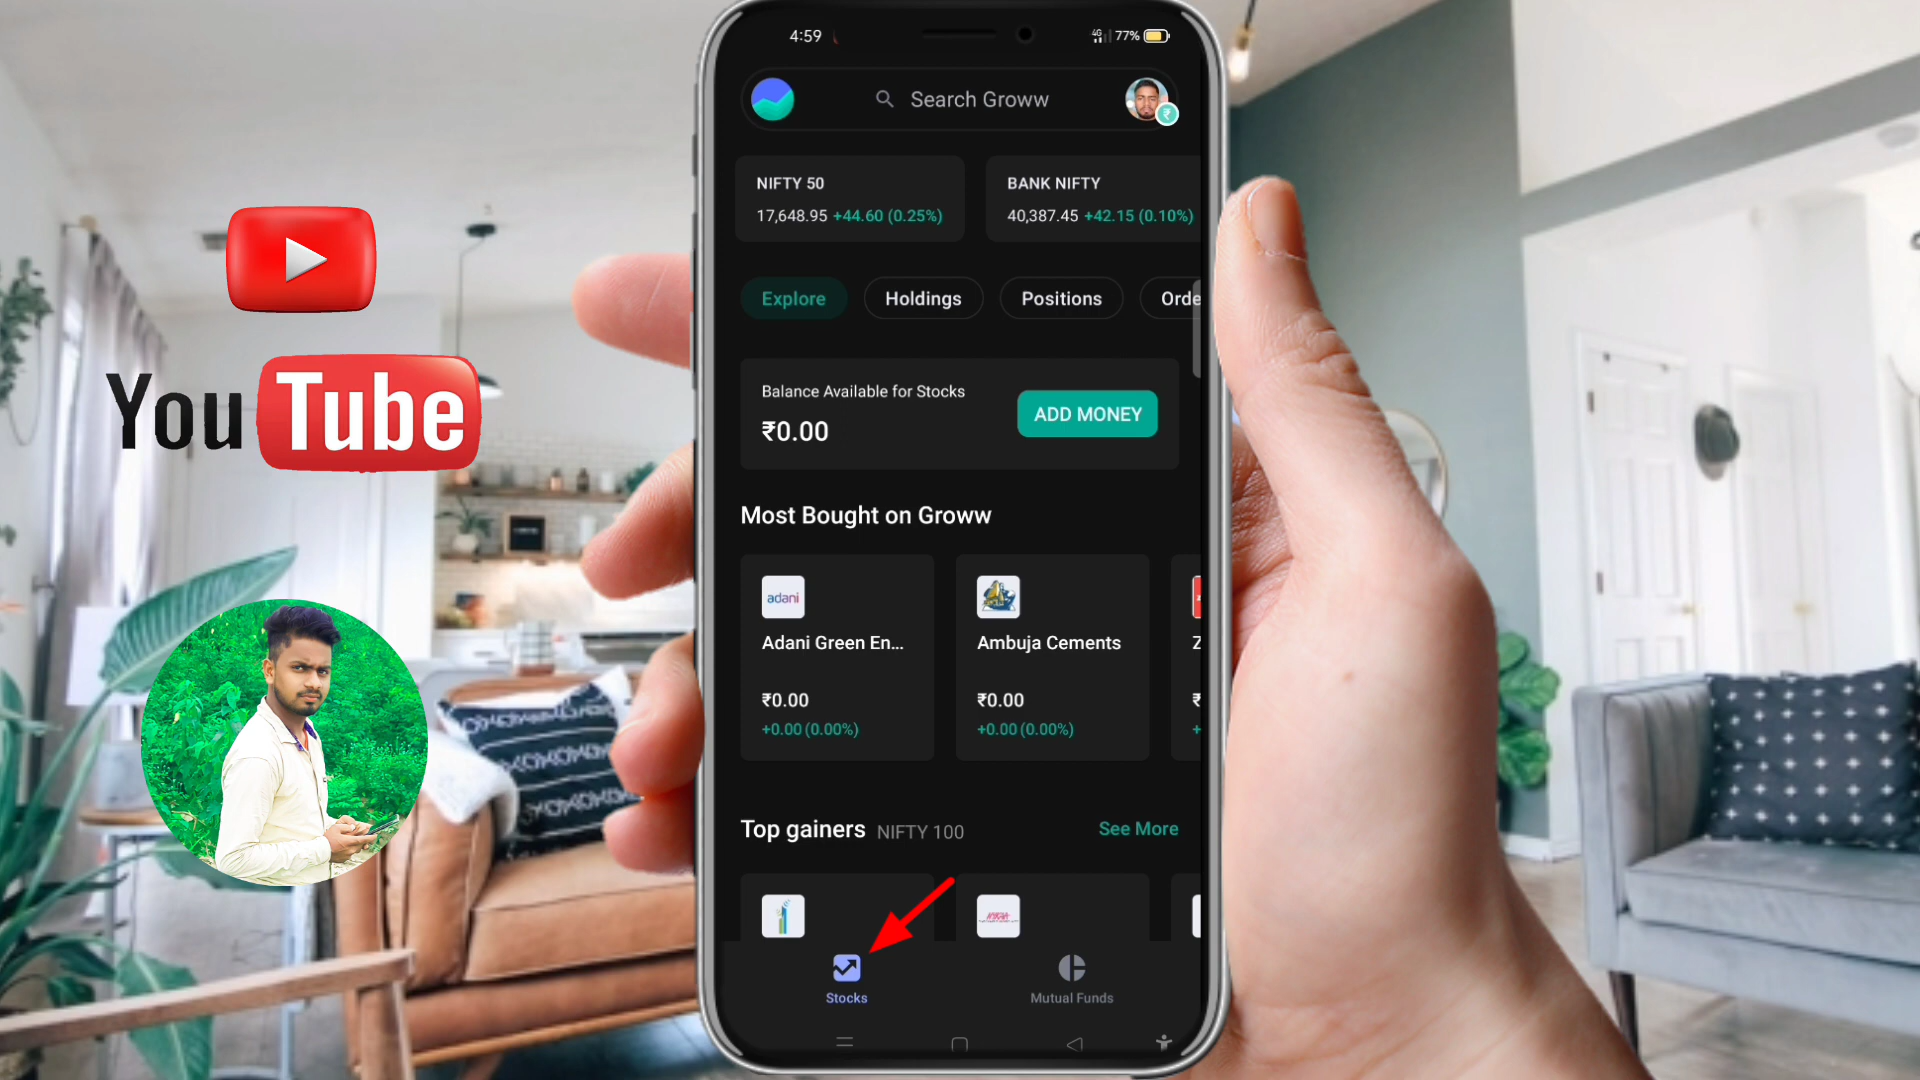 YouTube
4:59
4G 77%
Search Groww
₹
NIFTY 50
17,648.95 +44.60 (0.25%)
BANK NIFTY
40,387.45 +42.15 (0.10%)
Explore
Holdings
Positions
Orde
Balance Available for Stocks
₹0.00
ADD MONEY
Most Bought on Groww
adani
Adani Green En...
₹0.00
+0.00 (0.00%)
Ambuja Cements
₹0.00
+0.00 (0.00%)
Z
₹
+
Top gainers NIFTY 100
See More
NYKAA
Stocks
Mutual Funds